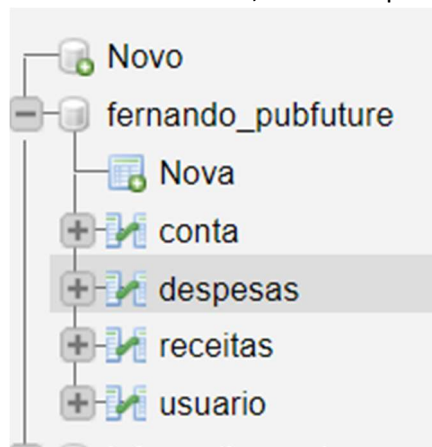 Novo
fernando_pubfuture
Nova
conta
despesas
receitas
usuario